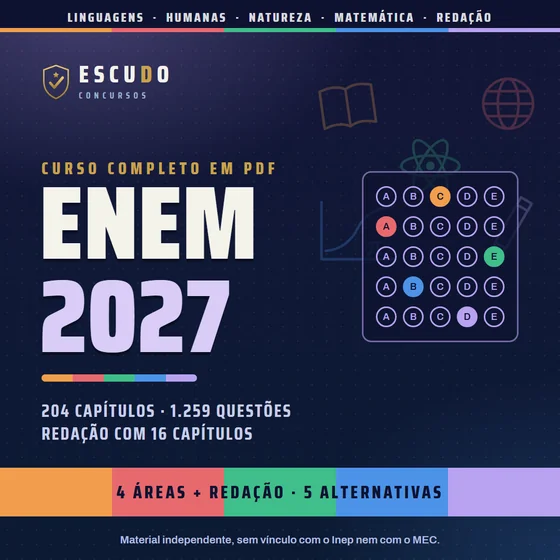 LINGUAGENS · HUMANAS · NATUREZA · MATEMÁTICA · REDAÇÃO
ESCUDO
CONCURSOS
CURSO COMPLETO EM PDF
ENEM
2027
A B C D E
A B C D E
A B C D E
A B C D E
A B C D E
204 CAPÍTULOS · 1.259 QUESTÕES
REDAÇÃO COM 16 CAPÍTULOS
4 ÁREAS + REDAÇÃO · 5 ALTERNATIVAS
Material independente, sem vínculo com o Inep nem com o MEC.